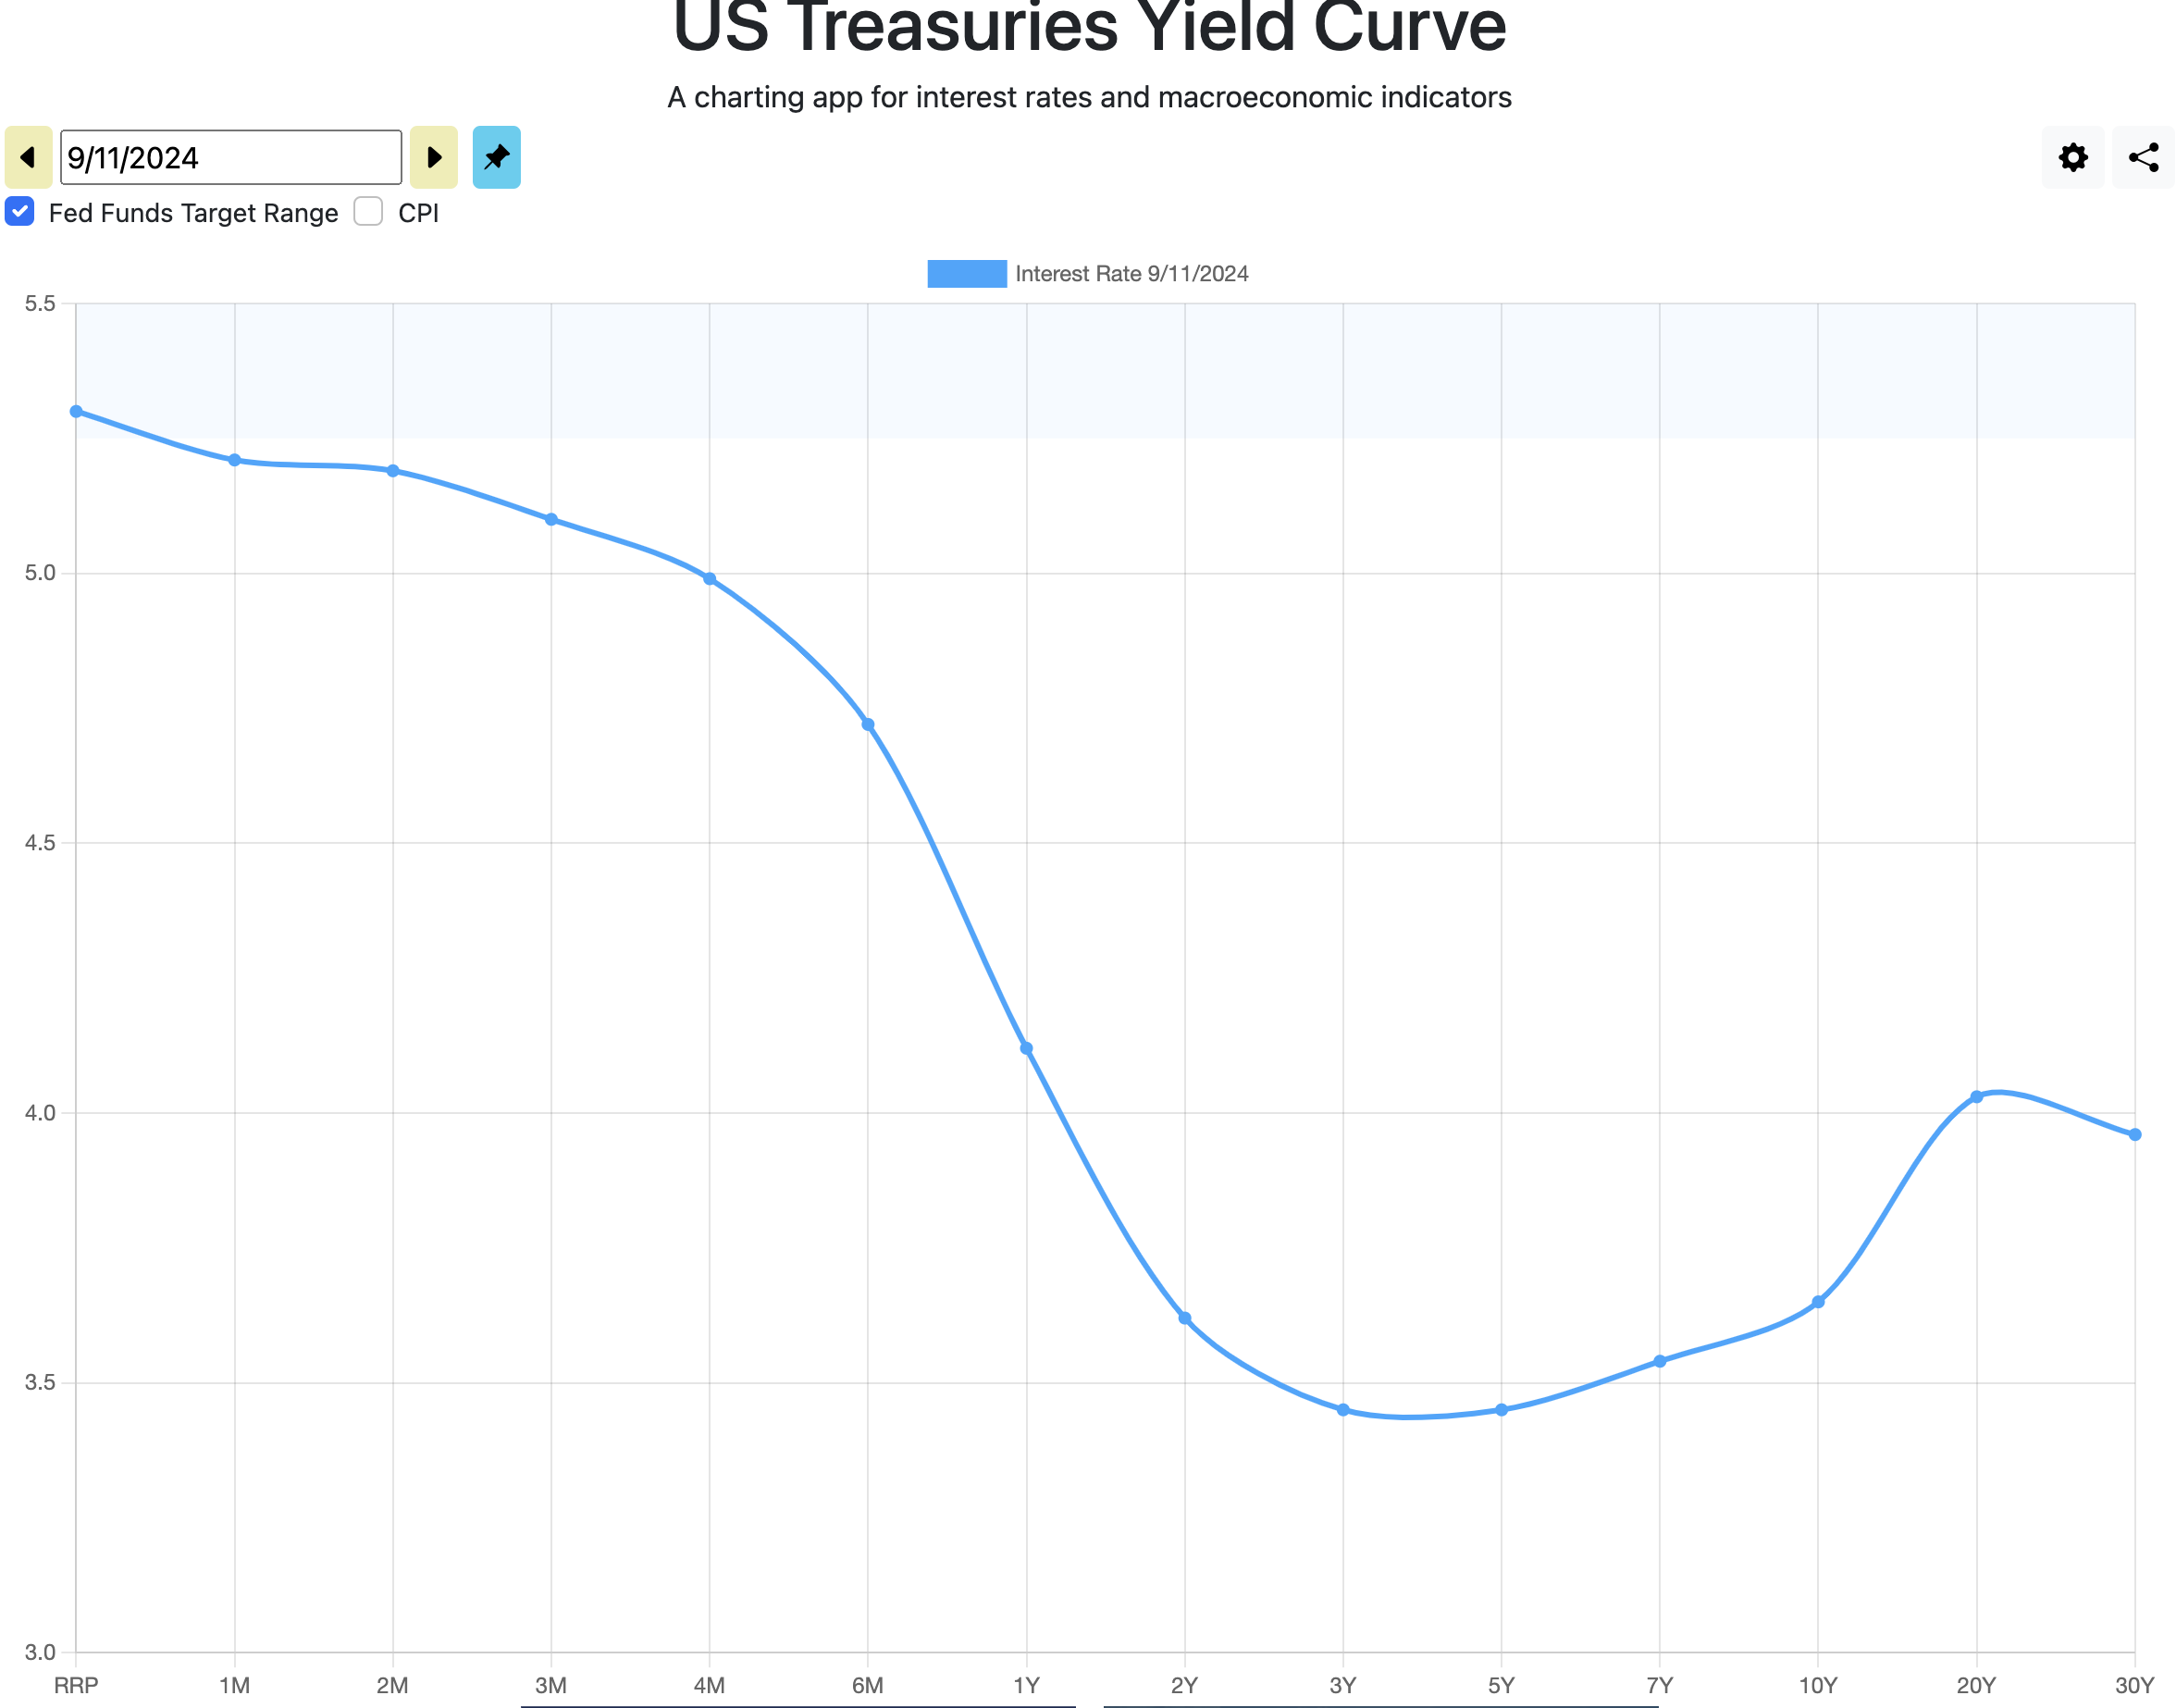 US Treasuries Yield Curve
A charting app for interest rates and macroeconomic indicators
9/11/2024
Fed Funds Target Range CPI
Interest Rate 9/11/2024
5.5
5.0
4.5
4.0
3.5
3.0
RRP 1M 2M 3M 4M 6M 1Y 2Y 3Y 5Y 7Y 10Y 20Y 30Y